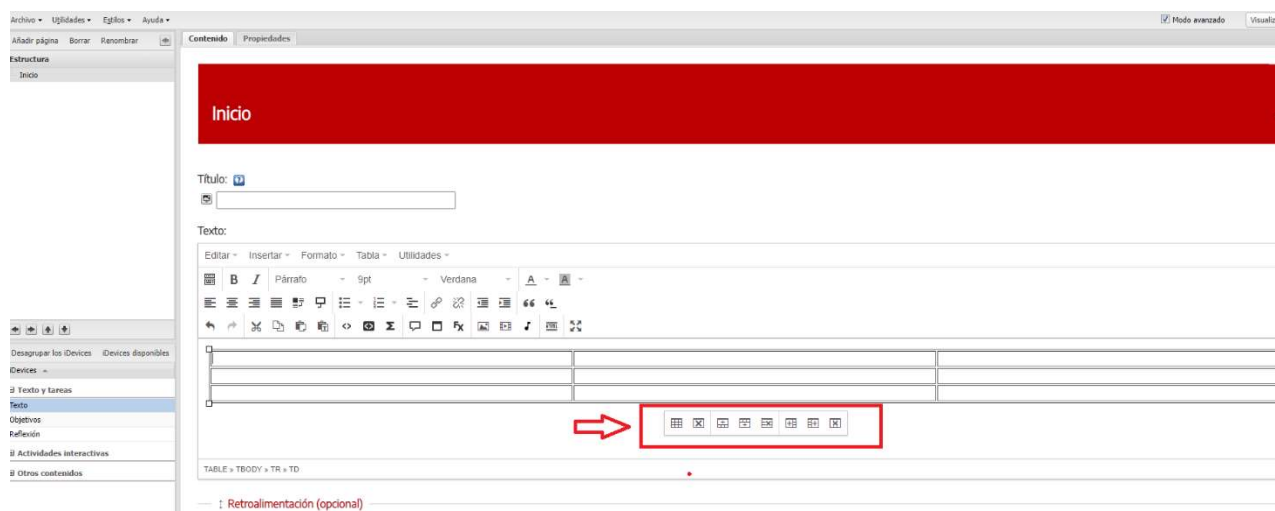 Archivo Utilidades Estilos Ayuda Modo avanzado
Añadir página Borrar Renombrar Contenido Propiedades
Estructura
Inicio
Inicio
Título:
Texto:
Editar Insertar Formato Tabla Utilidades
B I Párrafo 9pt Verdana A A
Desagrupar los iDevices iDevices disponibles
iDevices
Texto y tareas
Texto
Objetivos
Reflexión
Actividades interactivas
Otros contenidos
TABLE » TBODY » TR » TD
Retroalimentación (opcional)